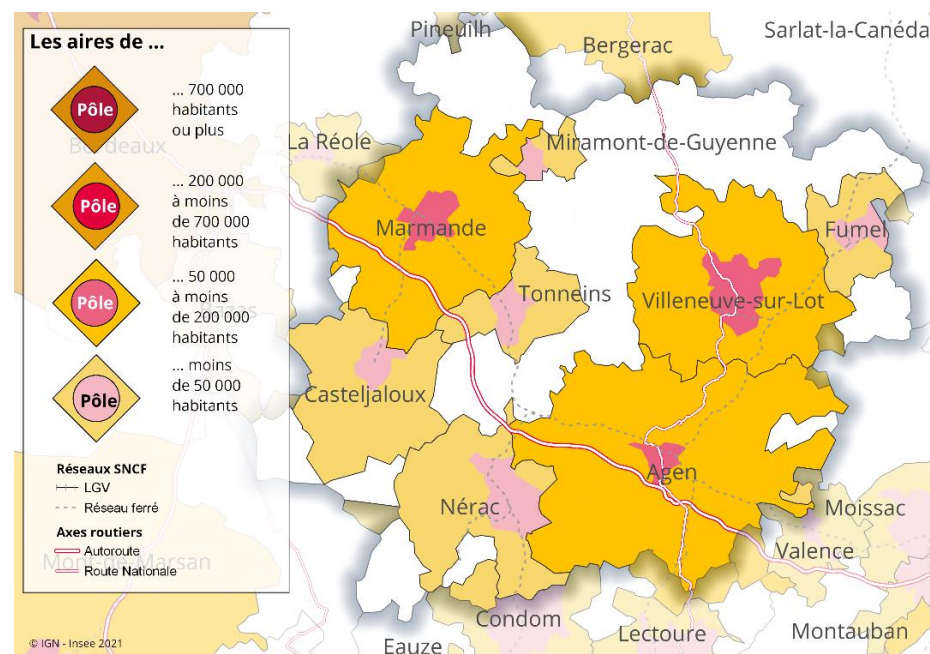 Les aires de ...
Pôle
... 700 000
habitants
ou plus
Pôle
... 200 000
à moins
de 700 000
habitants
Pôle
... 50 000
à moins
de 200 000
habitants
Pôle
... moins
de 50 000
habitants
Réseaux SNCF
LGV
Réseau ferré
Axes routiers
Autoroute
Route Nationale
© IGN - Insee 2021
Pineuilh
Bergerac
Sarlat-la-Canéda
Bordeaux
La Réole
Miramont-de-Guyenne
Marmande
Fumel
Bazas
Tonneins
Villeneuve-sur-Lot
Casteljaloux
Agen
Nérac
Moissac
Valence
Mont-de-Marsan
Condom
Lectoure
Montauban
Eauze